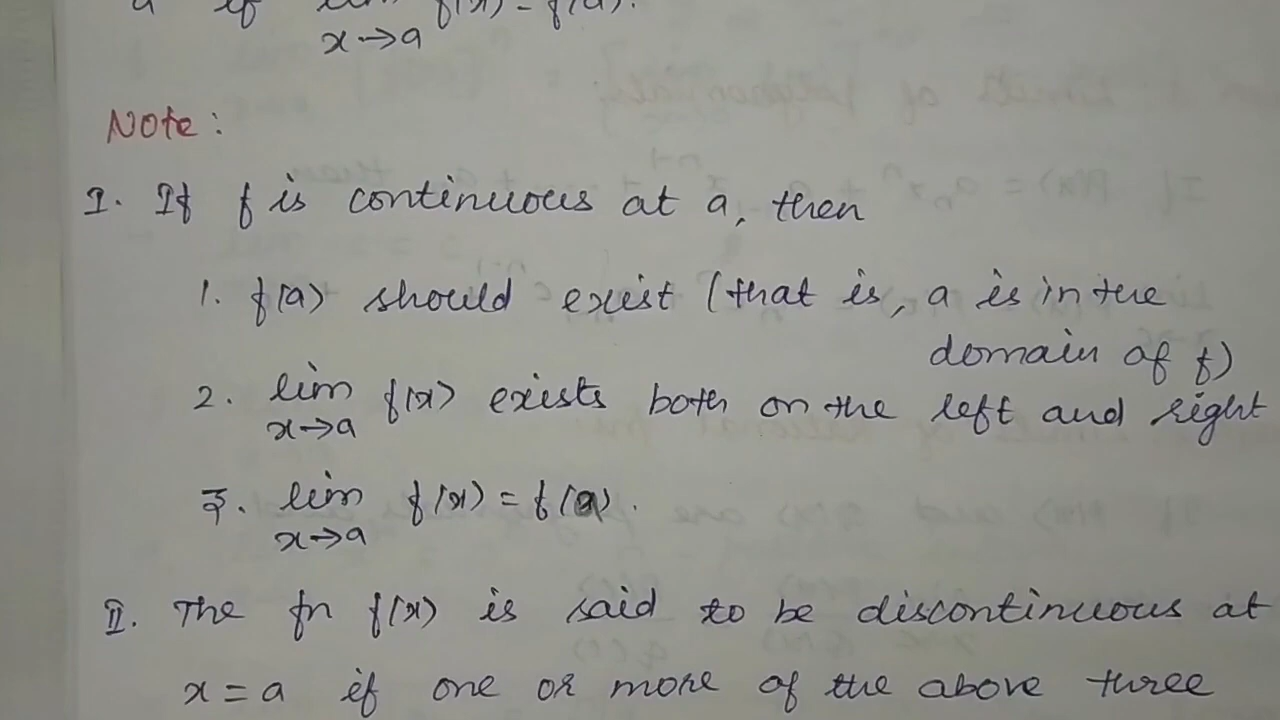 a if lim f(x) = f(a).
x→a
Note:
I. If f is continuous at a, then
1. f(a) should exist (that is, a is in the
domain of f)
2. lim f(x) exists both on the left and right
x→a
3. lim f(x) = f(a).
x→a
II. The fn f(x) is said to be discontinuous at
x = a if one or more of the above three